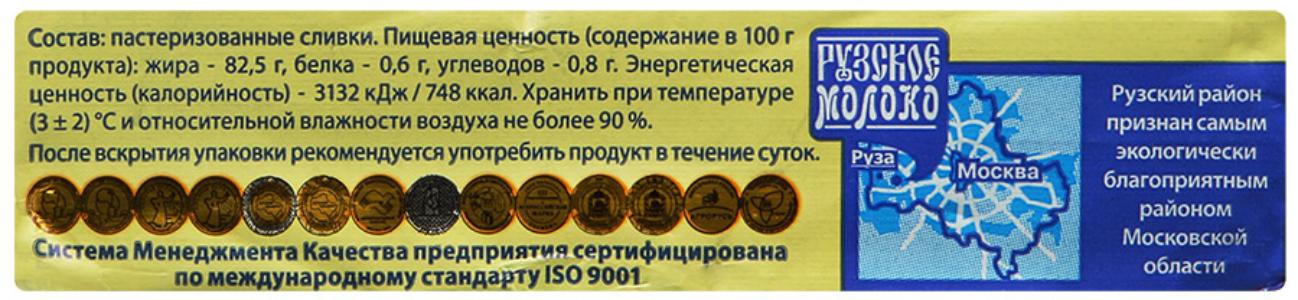 Состав: пастеризованные сливки. Пищевая ценность (содержание в 100 г
продукта): жира - 82,5 г, белка - 0,6 г, углеводов - 0,8 г. Энергетическая
ценность (калорийность) - 3132 кДж / 748 ккал. Хранить при температуре
(3 ± 2) °С и относительной влажности воздуха не более 90 %.
После вскрытия упаковки рекомендуется употребить продукт в течение суток.
АГРОРУСЬ
Система Менеджмента Качества предприятия сертифицирована
по международному стандарту ISO 9001
РУЗСКОЕ
МОЛОКО
Руза
Москва
Рузский район
признан самым
экологически
благоприятным
районом
Московской
области